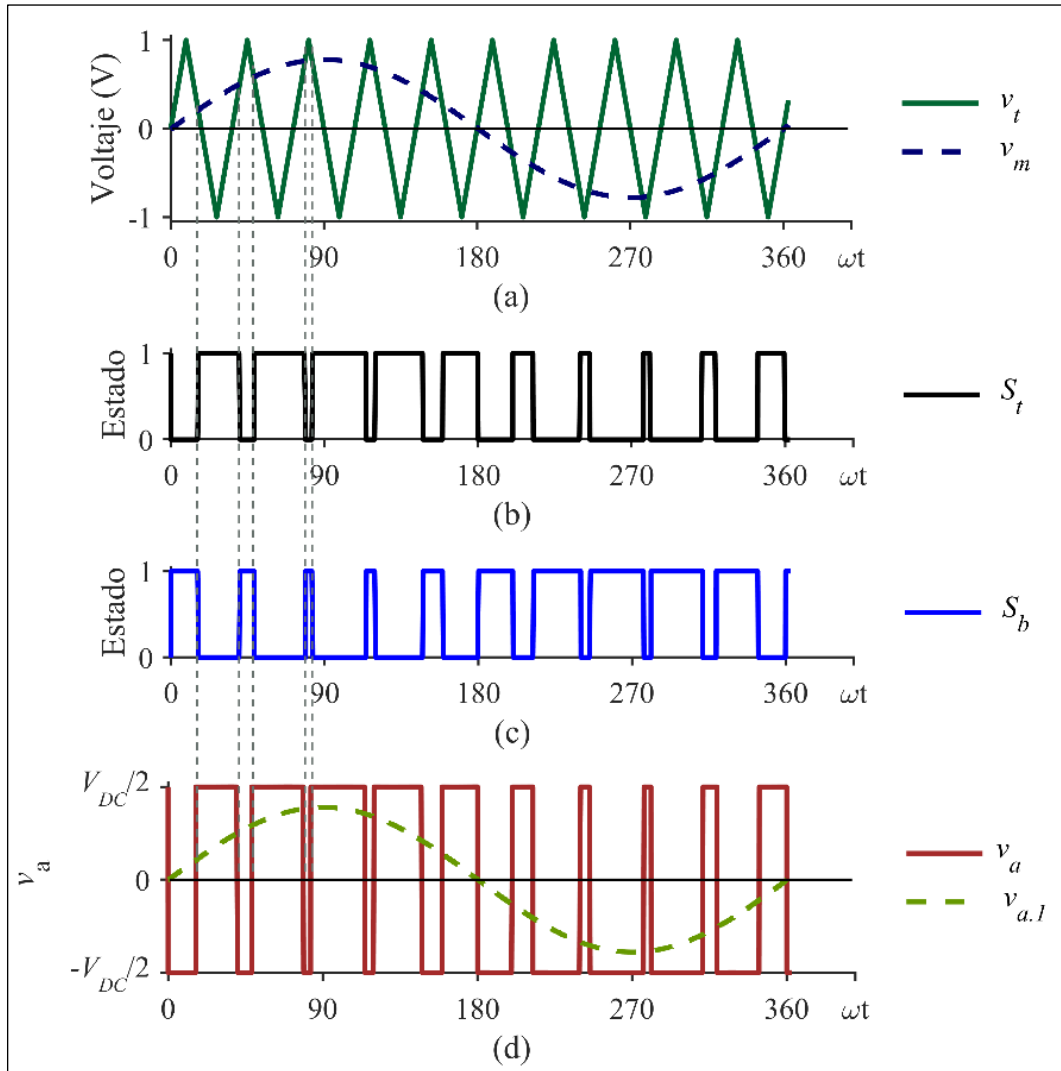 Voltaje (V)
1
0
-1
0 90 180 270 360 ωt
(a)
v_t
v_m
Estado
1
0
0 90 180 270 360 ωt
(b)
S_t
Estado
1
0
0 90 180 270 360 ωt
(c)
S_b
v_a
V_DC/2
0
-V_DC/2
0 90 180 270 360 ωt
(d)
v_a
v_a.1